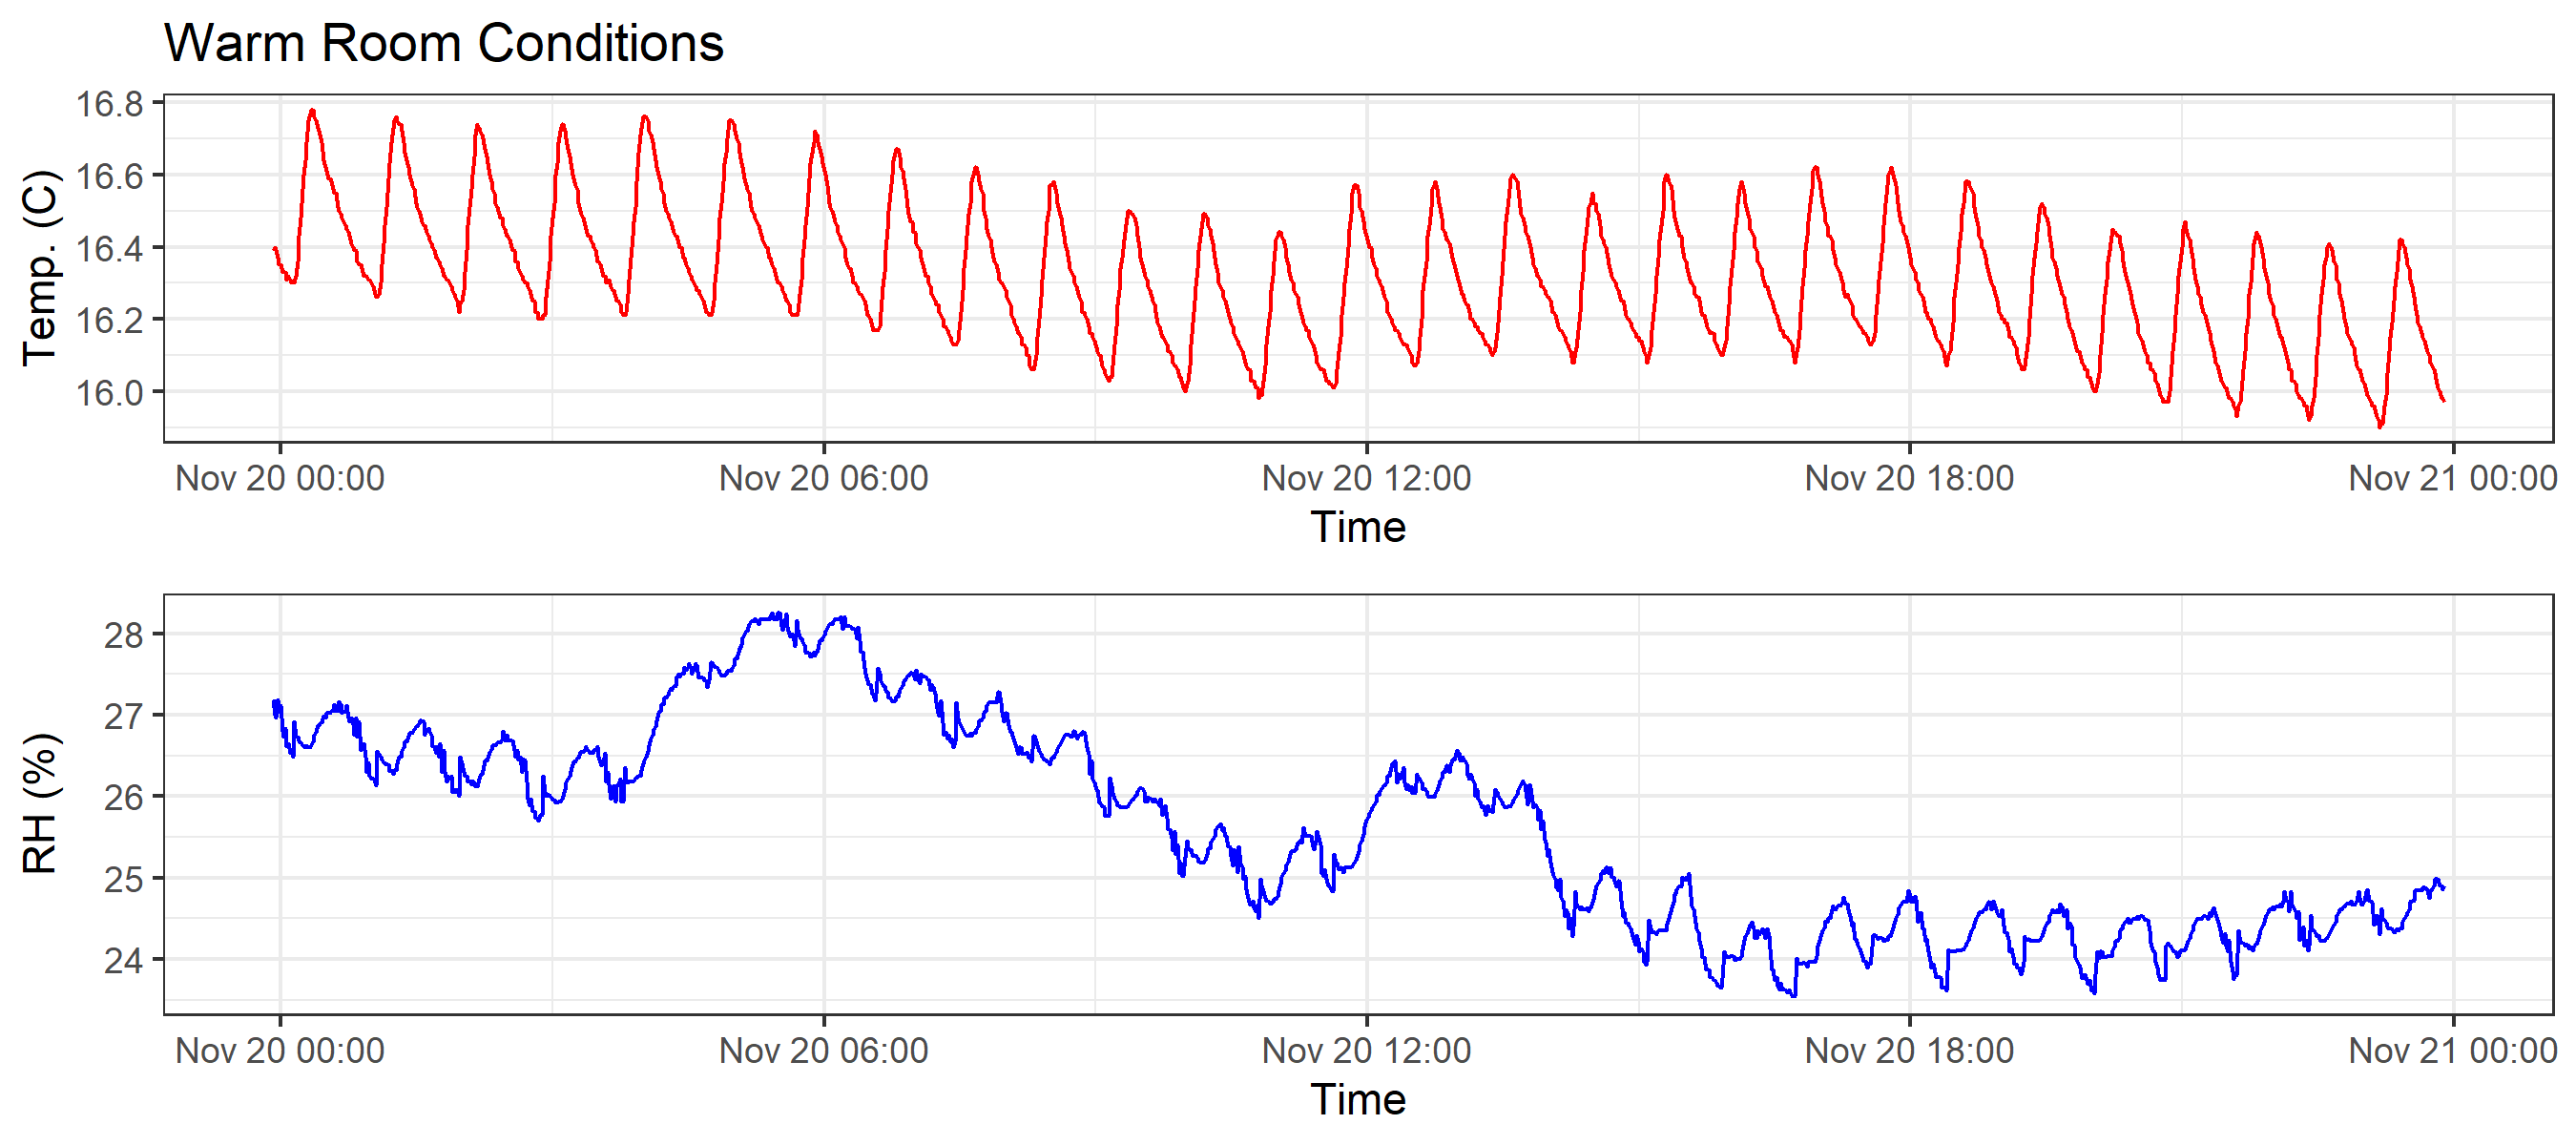 Warm Room Conditions
Temp. (C)
16.8
16.6
16.4
16.2
16.0
Nov 20 00:00 Nov 20 06:00 Nov 20 12:00 Nov 20 18:00 Nov 21 00:00
Time
RH (%)
28
27
26
25
24
Nov 20 00:00 Nov 20 06:00 Nov 20 12:00 Nov 20 18:00 Nov 21 00:00
Time